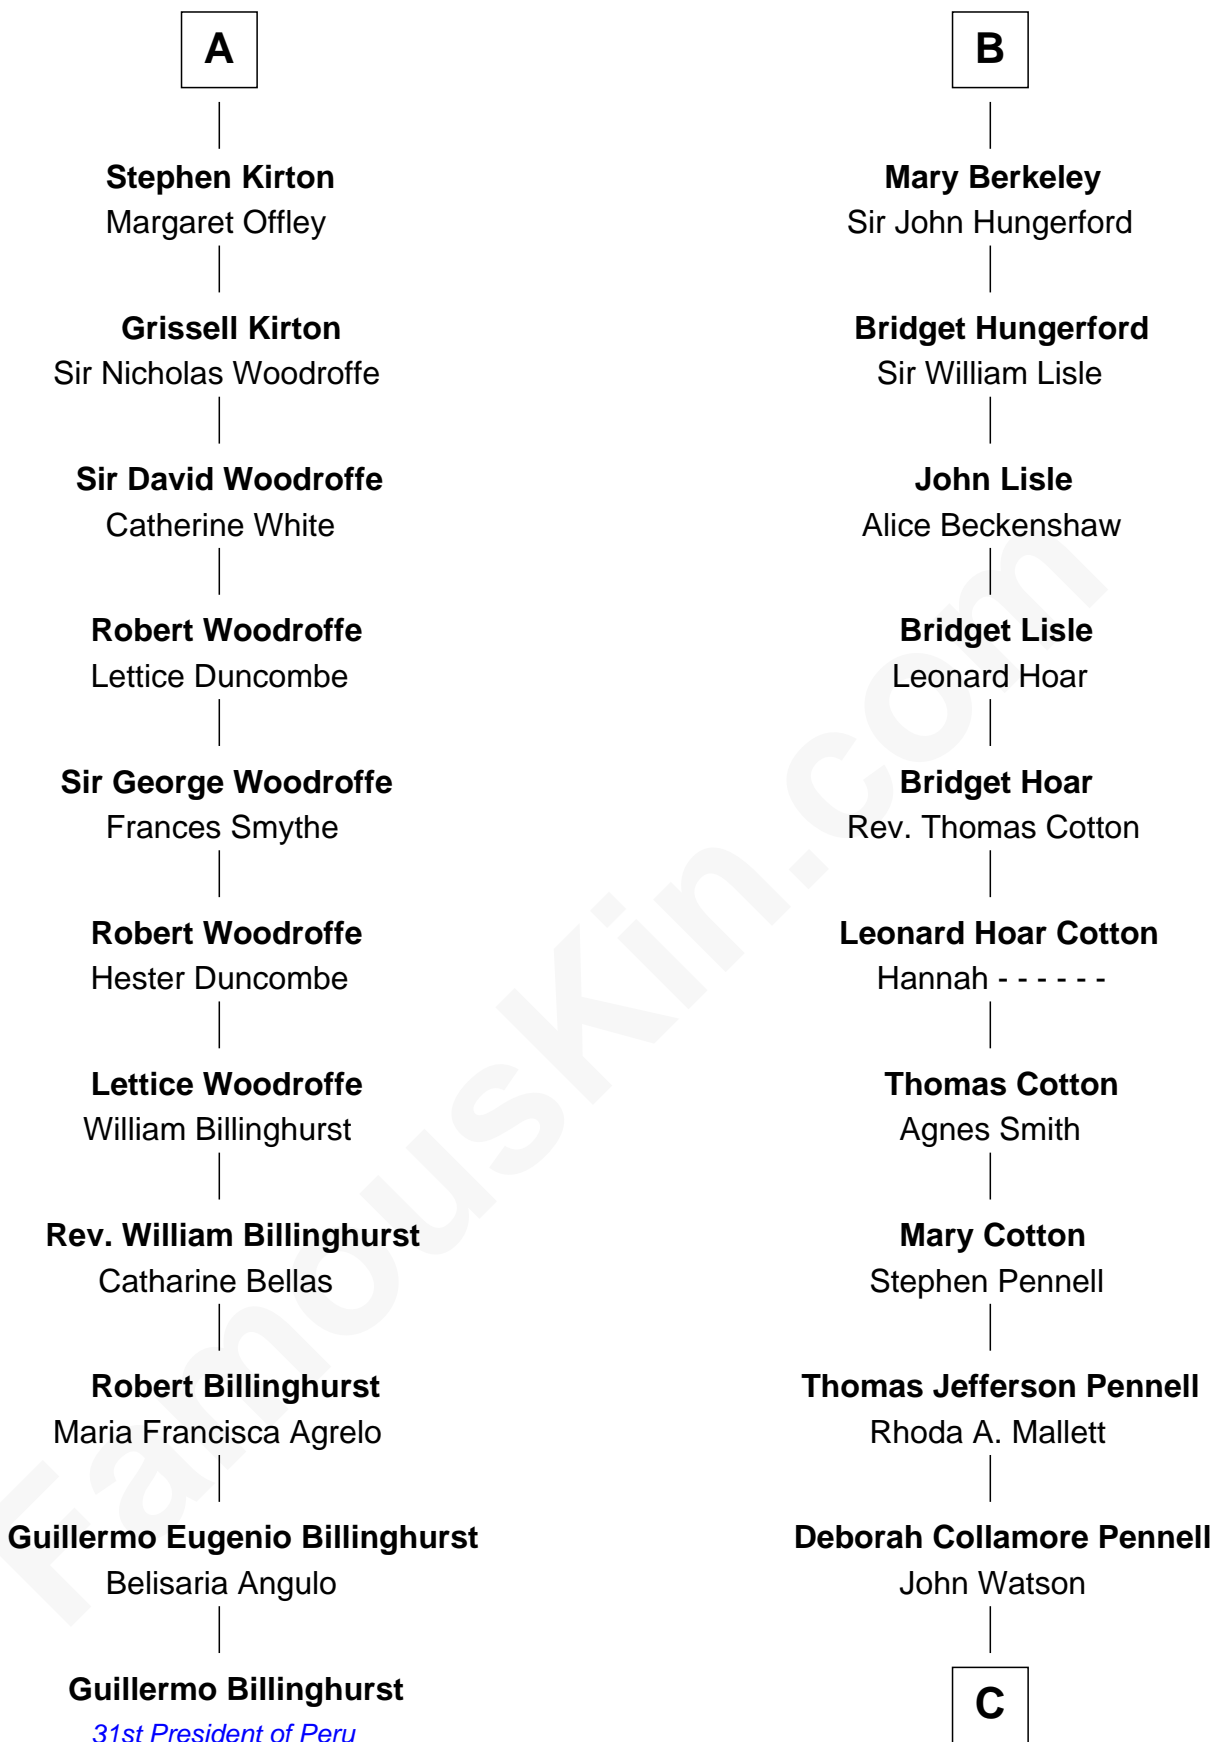 A
Stephen Kirton
Margaret Offley
Grissell Kirton
Sir Nicholas Woodroffe
Sir David Woodroffe
Catherine White
Robert Woodroffe
Lettice Duncombe
Sir George Woodroffe
Frances Smythe
Robert Woodroffe
Hester Duncombe
Lettice Woodroffe
William Billinghurst
Rev. William Billinghurst
Catharine Bellas
Robert Billinghurst
Maria Francisca Agrelo
Guillermo Eugenio Billinghurst
Belisaria Angulo
Guillermo Billinghurst
31st President of Peru
B
Mary Berkeley
Sir John Hungerford
Bridget Hungerford
Sir William Lisle
John Lisle
Alice Beckenshaw
Bridget Lisle
Leonard Hoar
Bridget Hoar
Rev. Thomas Cotton
Leonard Hoar Cotton
Hannah - - - - - -
Thomas Cotton
Agnes Smith
Mary Cotton
Stephen Pennell
Thomas Jefferson Pennell
Rhoda A. Mallett
Deborah Collamore Pennell
John Watson
C
FamousKin.com